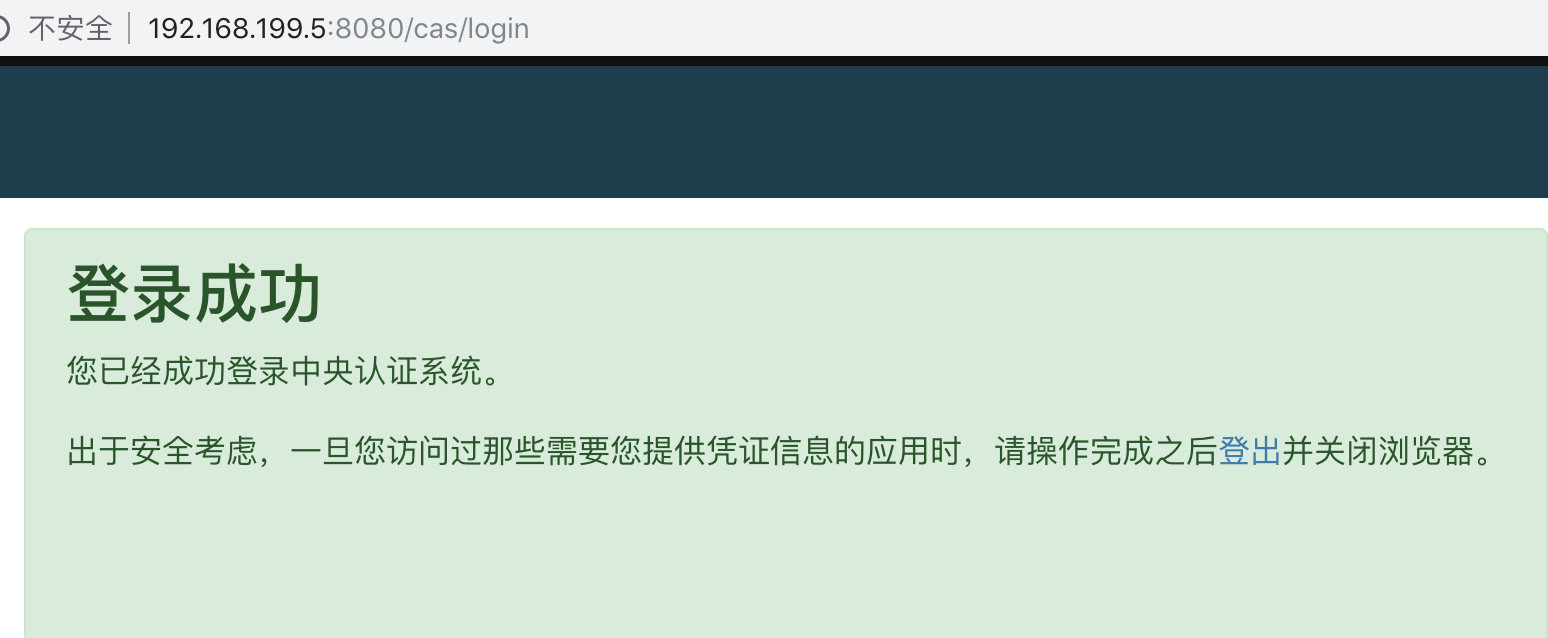 不安全 | 192.168.199.5:8080/cas/login
登录成功
您已经成功登录中央认证系统。
出于安全考虑，一旦您访问过那些需要您提供凭证信息的应用时，请操作完成之后登出并关闭浏览器。